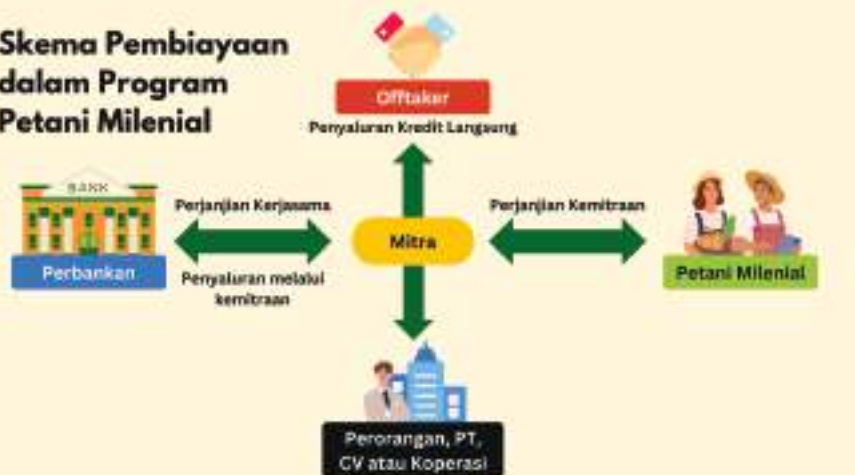 Skema Pembiayaan
dalam Program
Petani Milenial
Offtaker
Penyaluran Kredit Langsung
BANK
Perjanjian Kerjasama
Perjanjian Kemitraan
Mitra
Perbankan
Penyaluran melalui
kemitraan
Petani Milenial
Perorangan, PT,
CV atau Koperasi